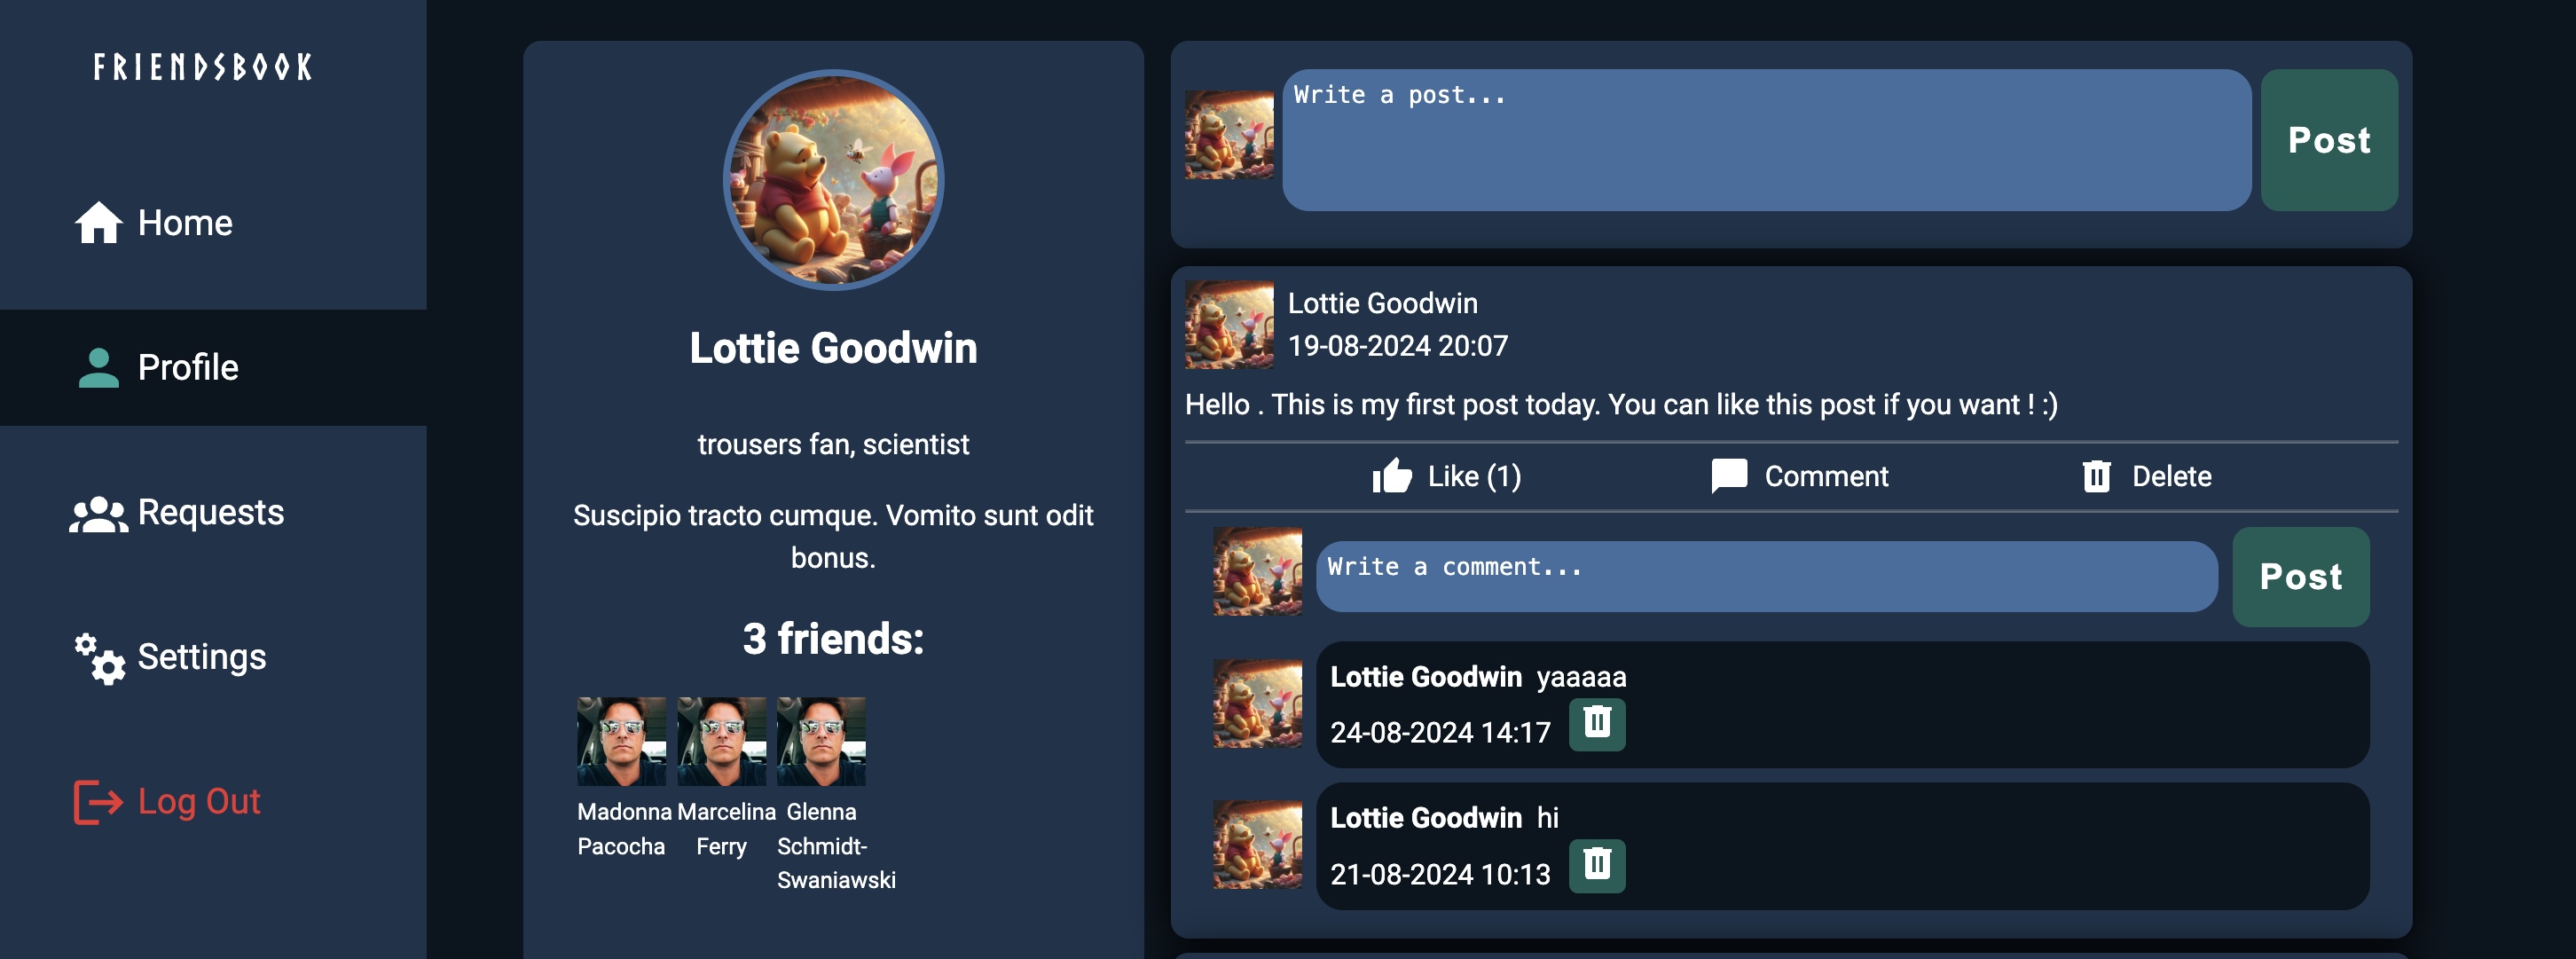 FRIENDSBOOK
Home
Profile
Requests
Settings
Log Out
Lottie Goodwin
trousers fan, scientist
Suscipio tracto cumque. Vomito sunt odit
bonus.
3 friends:
Madonna
Pacocha
Marcelina
Ferry
Glenna
Schmidt-
Swaniawski
Write a post...
Post
Lottie Goodwin
19-08-2024 20:07
Hello . This is my first post today. You can like this post if you want ! :)
Like (1)
Comment
Delete
Write a comment...
Post
Lottie Goodwin yaaaaa
24-08-2024 14:17
Lottie Goodwin hi
21-08-2024 10:13